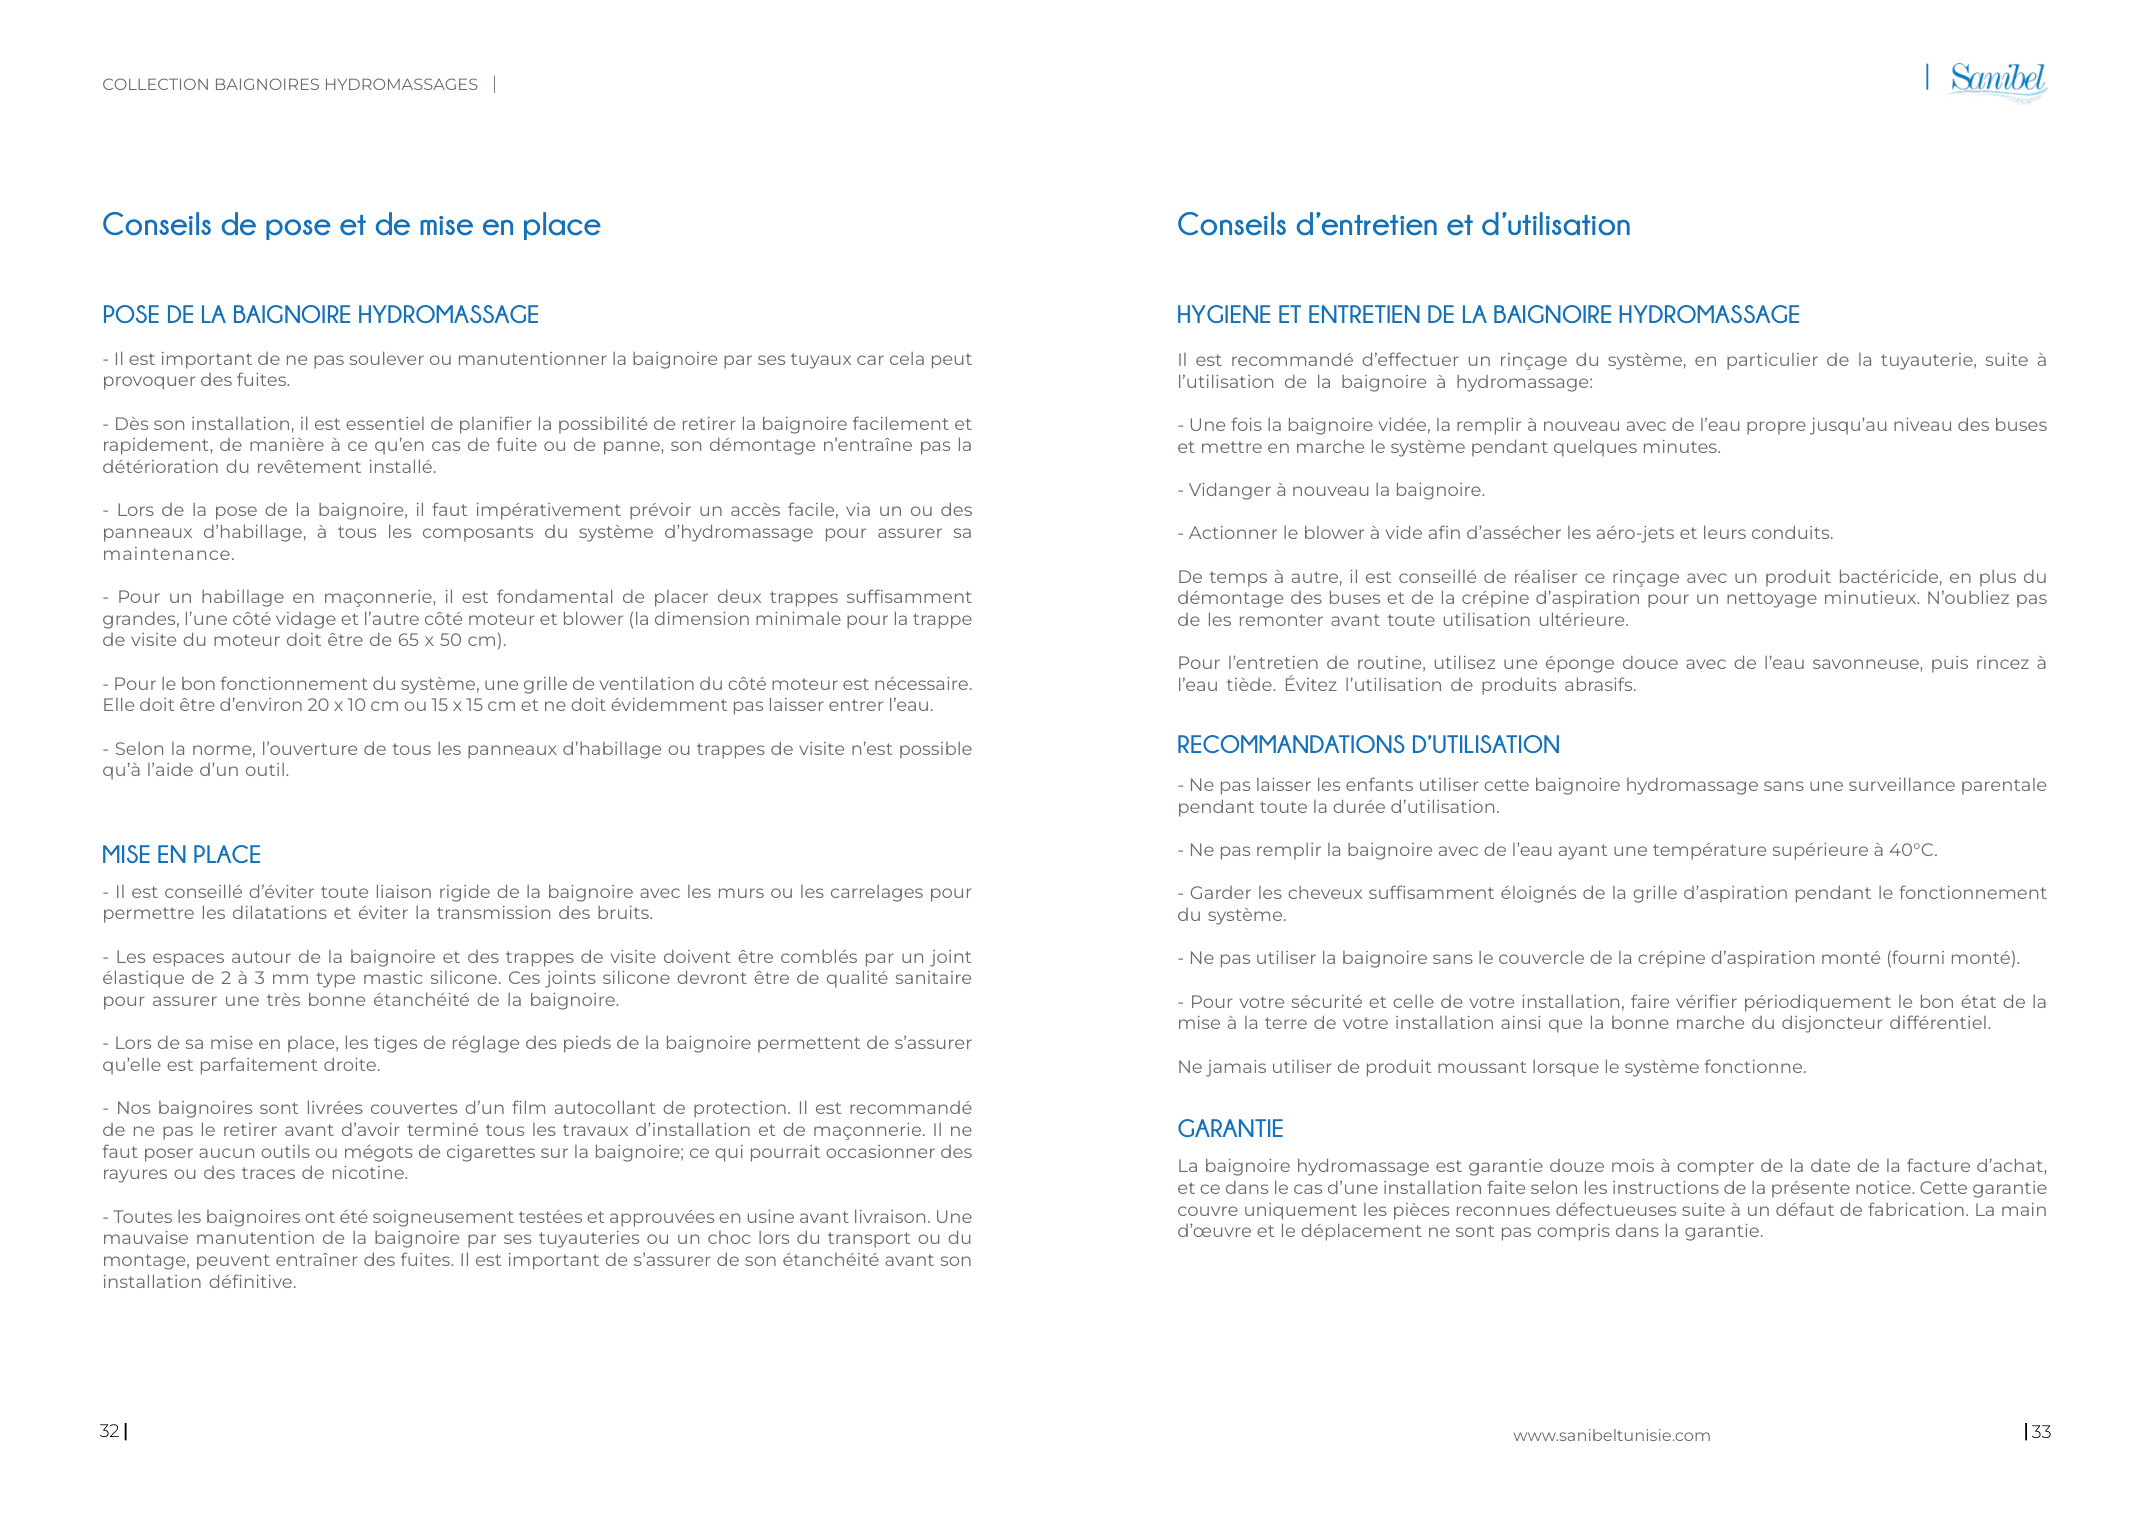 COLLECTION BAIGNOIRES HYDROMASSAGES |
Conseils de pose et de mise en place
POSE DE LA BAIGNOIRE HYDROMASSAGE
- Il est important de ne pas soulever ou manutentionner la baignoire par ses tuyaux car cela peut
provoquer des fuites.
- Dès son installation, il est essentiel de planifier la possibilité de retirer la baignoire facilement et
rapidement, de manière à ce qu’en cas de fuite ou de panne, son démontage n’entraîne pas la
détérioration du revêtement installé.
- Lors de la pose de la baignoire, il faut impérativement prévoir un accès facile, via un ou des
panneaux d’habillage, à tous les composants du système d’hydromassage pour assurer sa
maintenance.
- Pour un habillage en maçonnerie, il est fondamental de placer deux trappes suffisamment
grandes, l’une côté vidage et l’autre côté moteur et blower (la dimension minimale pour la trappe
de visite du moteur doit être de 65 x 50 cm).
- Pour le bon fonctionnement du système, une grille de ventilation du côté moteur est nécessaire.
Elle doit être d’environ 20 x 10 cm ou 15 x 15 cm et ne doit évidemment pas laisser entrer l’eau.
- Selon la norme, l’ouverture de tous les panneaux d’habillage ou trappes de visite n’est possible
qu’à l’aide d’un outil.
MISE EN PLACE
- Il est conseillé d’éviter toute liaison rigide de la baignoire avec les murs ou les carrelages pour
permettre les dilatations et éviter la transmission des bruits.
- Les espaces autour de la baignoire et des trappes de visite doivent être comblés par un joint
élastique de 2 à 3 mm type mastic silicone. Ces joints silicone devront être de qualité sanitaire
pour assurer une très bonne étanchéité de la baignoire.
- Lors de sa mise en place, les tiges de réglage des pieds de la baignoire permettent de s’assurer
qu’elle est parfaitement droite.
- Nos baignoires sont livrées couvertes d’un film autocollant de protection. Il est recommandé
de ne pas le retirer avant d’avoir terminé tous les travaux d’installation et de maçonnerie. Il ne
faut poser aucun outils ou mégots de cigarettes sur la baignoire; ce qui pourrait occasionner des
rayures ou des traces de nicotine.
- Toutes les baignoires ont été soigneusement testées et approuvées en usine avant livraison. Une
mauvaise manutention de la baignoire par ses tuyauteries ou un choc lors du transport ou du
montage, peuvent entraîner des fuites. Il est important de s’assurer de son étanchéité avant son
installation définitive.
32 |
| Sanibel
Conseils d’entretien et d’utilisation
HYGIENE ET ENTRETIEN DE LA BAIGNOIRE HYDROMASSAGE
Il est recommandé d’effectuer un rinçage du système, en particulier de la tuyauterie, suite à
l’utilisation de la baignoire à hydromassage:
- Une fois la baignoire vidée, la remplir à nouveau avec de l’eau propre jusqu’au niveau des buses
et mettre en marche le système pendant quelques minutes.
- Vidanger à nouveau la baignoire.
- Actionner le blower à vide afin d’assécher les aéro-jets et leurs conduits.
De temps à autre, il est conseillé de réaliser ce rinçage avec un produit bactéricide, en plus du
démontage des buses et de la crépine d’aspiration pour un nettoyage minutieux. N’oubliez pas
de les remonter avant toute utilisation ultérieure.
Pour l’entretien de routine, utilisez une éponge douce avec de l’eau savonneuse, puis rincez à
l’eau tiède. Évitez l’utilisation de produits abrasifs.
RECOMMANDATIONS D’UTILISATION
- Ne pas laisser les enfants utiliser cette baignoire hydromassage sans une surveillance parentale
pendant toute la durée d’utilisation.
- Ne pas remplir la baignoire avec de l’eau ayant une température supérieure à 40°C.
- Garder les cheveux suffisamment éloignés de la grille d’aspiration pendant le fonctionnement
du système.
- Ne pas utiliser la baignoire sans le couvercle de la crépine d’aspiration monté (fourni monté).
- Pour votre sécurité et celle de votre installation, faire vérifier périodiquement le bon état de la
mise à la terre de votre installation ainsi que la bonne marche du disjoncteur différentiel.
Ne jamais utiliser de produit moussant lorsque le système fonctionne.
GARANTIE
La baignoire hydromassage est garantie douze mois à compter de la date de la facture d’achat,
et ce dans le cas d’une installation faite selon les instructions de la présente notice. Cette garantie
couvre uniquement les pièces reconnues défectueuses suite à un défaut de fabrication. La main
d’œuvre et le déplacement ne sont pas compris dans la garantie.
www.sanibeltunisie.com
| 33